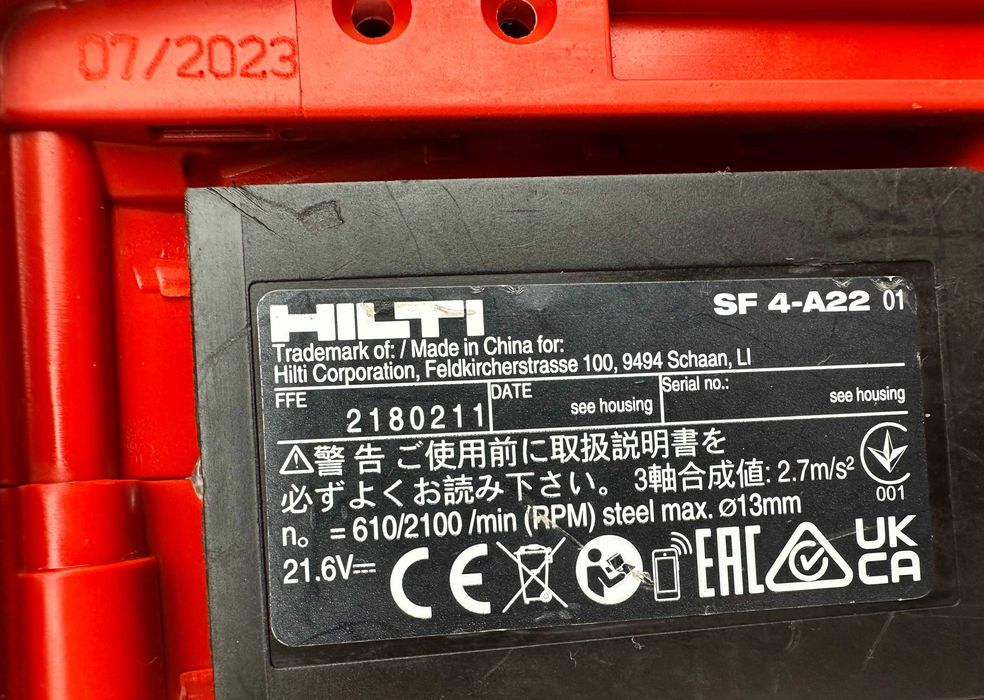 07/2023
HILTI
SF 4-A22 01
Trademark of: / Made in China for:
Hilti Corporation, Feldkircherstrasse 100, 9494 Schaan, LI
FFE 2180211
DATE see housing
Serial no.: see housing
⚠警告 ご使用前に取扱説明書を
必ずよくお読み下さい。 3軸合成値: 2.7m/s²
001
n。 = 610/2100 /min (RPM) steel max. ø13mm
21.6V⎓
CE
EAC
UK
CA